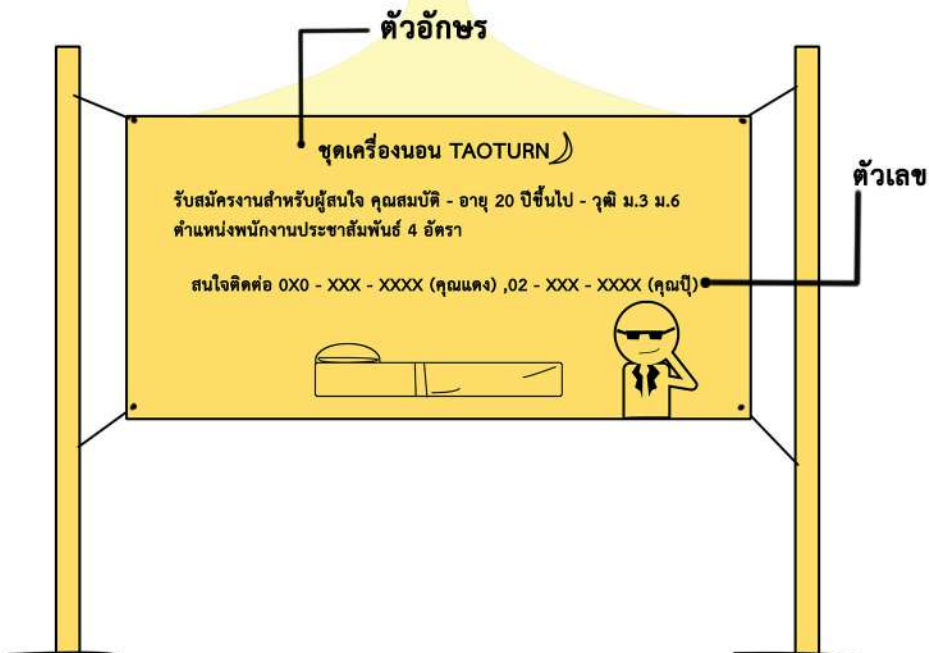 ตัวอักษร
ชุดเครื่องนอน TAOTURN
ตัวเลข
รับสมัครงานสำหรับผู้สนใจ คุณสมบัติ - อายุ 20 ปีขึ้นไป - วุฒิ ม.3 ม.6
ตำแหน่งพนักงานประชาสัมพันธ์ 4 อัตรา
สนใจติดต่อ 0X0 - XXX - XXXX (คุณแดง) ,02 - XXX - XXXX (คุณปุ๊)